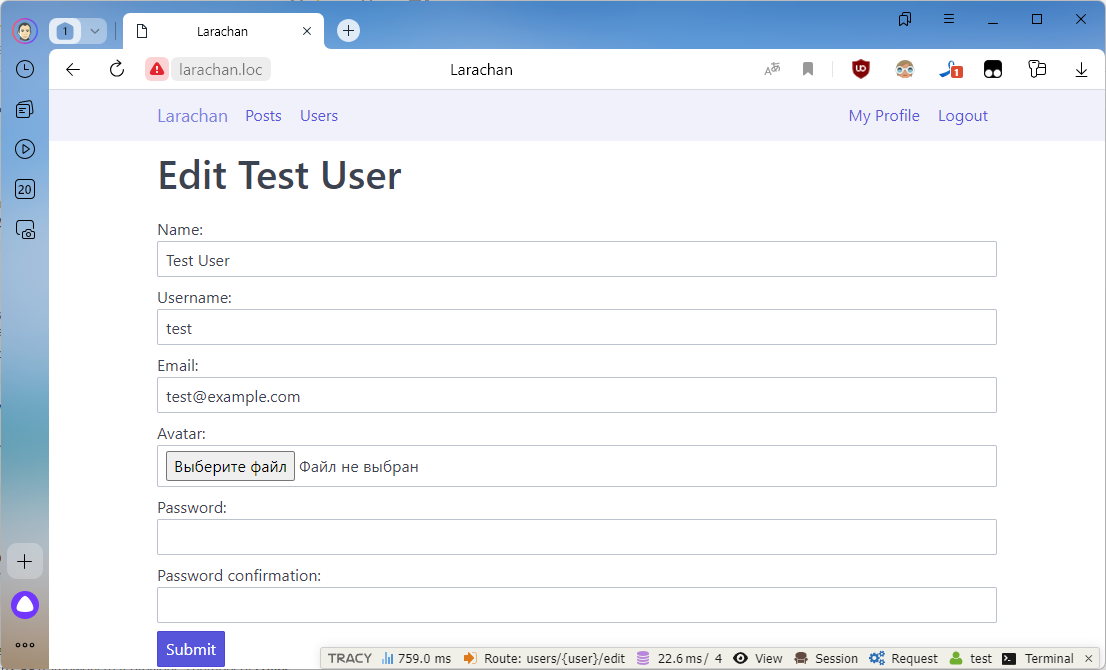 1 Larachan
larachan.loc Larachan 1
Larachan Posts Users My Profile Logout
20
Edit Test User
Name:
Test User
Username:
test
Email:
test@example.com
Avatar:
Выберите файл Файл не выбран
Password:
Password confirmation:
Submit
TRACY 759.0 ms Route: users/{user}/edit 22.6 ms / 4 View Session Request test Terminal